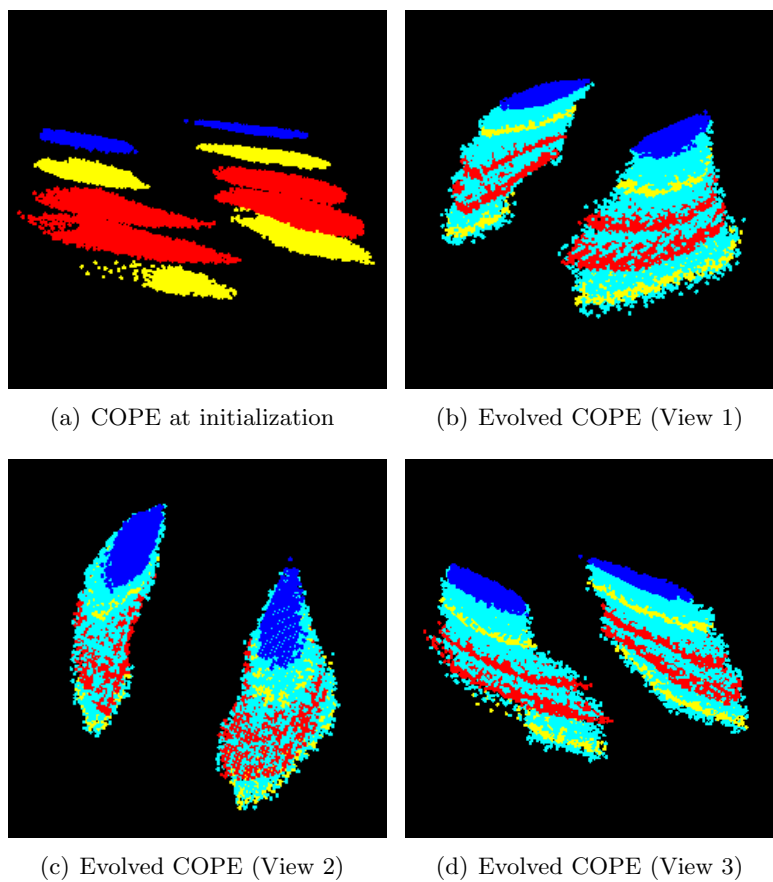 (a) COPE at initialization
(b) Evolved COPE (View 1)
(c) Evolved COPE (View 2)
(d) Evolved COPE (View 3)